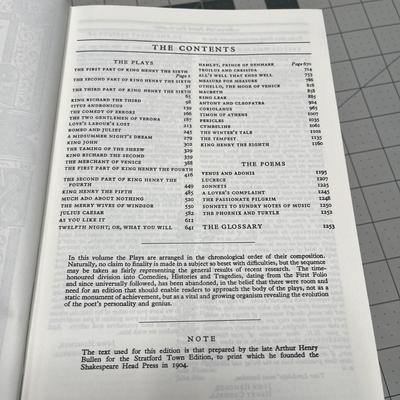 THE CONTENTS
THE PLAYS
THE FIRST PART OF KING HENRY THE SIXTH
Page 1
THE SECOND PART OF KING HENRY THE SIXTH
31
THE THIRD PART OF KING HENRY THE SIXTH
65
KING RICHARD THE THIRD 98
TITUS ANDRONICUS 138
THE COMEDY OF ERRORS 166
THE TWO GENTLEMEN OF VERONA 187
LOVE'S LABOUR'S LOST
ROMEO AND JULIET
A MIDSUMMER NIGHT'S DREAM
KING JOHN 302
THE TAMING OF THE SHREW 329
KING RICHARD THE SECOND 359
THE MERCHANT OF VENICE 388
THE FIRST PART OF KING HENRY THE FOURTH
416
THE SECOND PART OF KING HENRY THE
FOURTH 449
KING HENRY THE FIFTH 485
MUCH ADO ABOUT NOTHING 520
THE MERRY WIVES OF WINDSOR 550
JULIUS CAESAR 582
AS YOU LIKE IT 611
TWELFTH NIGHT; OR, WHAT YOU WILL 641
HAMLET, PRINCE OF DENMARK Page 670
TROILUS AND CRESSIDA 714
ALL'S WELL THAT ENDS WELL 753
MEASURE FOR MEASURE 786
OTHELLO, THE MOOR OF VENICE 818
MACBETH 858
KING LEAR 885
ANTONY AND CLEOPATRA
CORIOLANUS 965
TIMON OF ATHENS 1007
PERICLES 1035
CYMBELINE 1061
THE WINTER'S TALE 1102
THE TEMPEST 1135
KING HENRY THE EIGHTH 1160
THE POEMS
VENUS AND ADONIS 1195
LUCRECE 1207
SONNETS 1225
A LOVER'S COMPLAINT 1245
THE PASSIONATE PILGRIM 1248
SONNETS TO SUNDRY NOTES OF MUSIC 1250
THE PHOENIX AND TURTLE 1252
THE GLOSSARY 1253
In this volume the Plays are arranged in the chronological order of their composition.
Naturally, no claim to finality is made in a subject so beset with difficulties, but the sequence
may be taken as fairly representing the general results of recent research. The time-
honoured division into Comedies, Histories and Tragedies, dating from the First Folio
and since universally followed, has been abandoned, in the belief that there were room and
need for an edition that should enable readers to approach the body of the plays, not as a
static monument of achievement, but as a vital and growing organism revealing the evolution
of the poet's personality and genius.
NOTE
The text used for this edition is that prepared by the late Arthur Henry
Bullen for the Stratford Town Edition, to print which he founded the
Shakespeare Head Press in 1904.